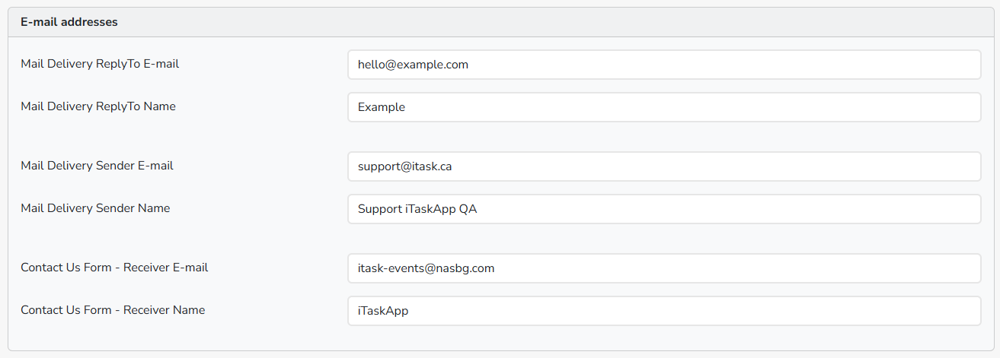 E-mail addresses
Mail Delivery ReplyTo E-mail hello@example.com
Mail Delivery ReplyTo Name Example
Mail Delivery Sender E-mail support@itask.ca
Mail Delivery Sender Name Support iTaskApp QA
Contact Us Form - Receiver E-mail itask-events@nasbg.com
Contact Us Form - Receiver Name iTaskApp